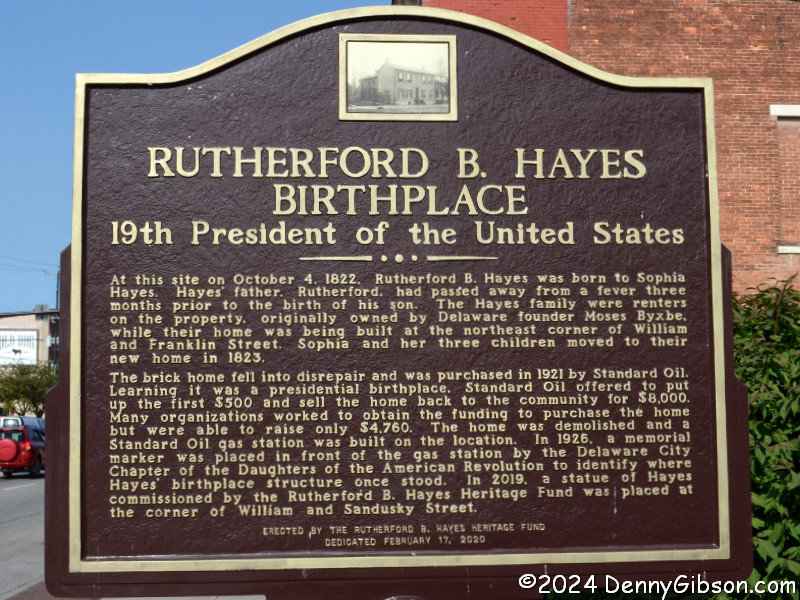 RUTHERFORD B. HAYES
BIRTHPLACE
19th President of the United States
At this site on October 4, 1822, Rutherford B. Hayes was born to Sophia
Hayes. Hayes' father, Rutherford, had passed away from a fever three
months prior to the birth of his son. The Hayes family were renters
on the property, originally owned by Delaware founder Moses Byxbe,
while their home was being built at the northeast corner of William
and Franklin Street. Sophia and her three children moved to their
new home in 1823.
The brick home fell into disrepair and was purchased in 1921 by Standard Oil.
Learning it was a presidential birthplace, Standard Oil offered to put
up the first $500 and sell the home back to the community for $8,000.
Many organizations worked to obtain the funding to purchase the home
but were able to raise only $4,760. The home was demolished and a
Standard Oil gas station was built on the location. In 1926, a memorial
marker was placed in front of the gas station by the Delaware City
Chapter of the Daughters of the American Revolution to identify where
Hayes' birthplace structure once stood. In 2019, a statue of Hayes
commissioned by the Rutherford B. Hayes Heritage Fund was placed at
the corner of William and Sandusky Street.
ERECTED BY THE RUTHERFORD B. HAYES HERITAGE FUND
DEDICATED FEBRUARY 17, 2020
©2024 DennyGibson.com